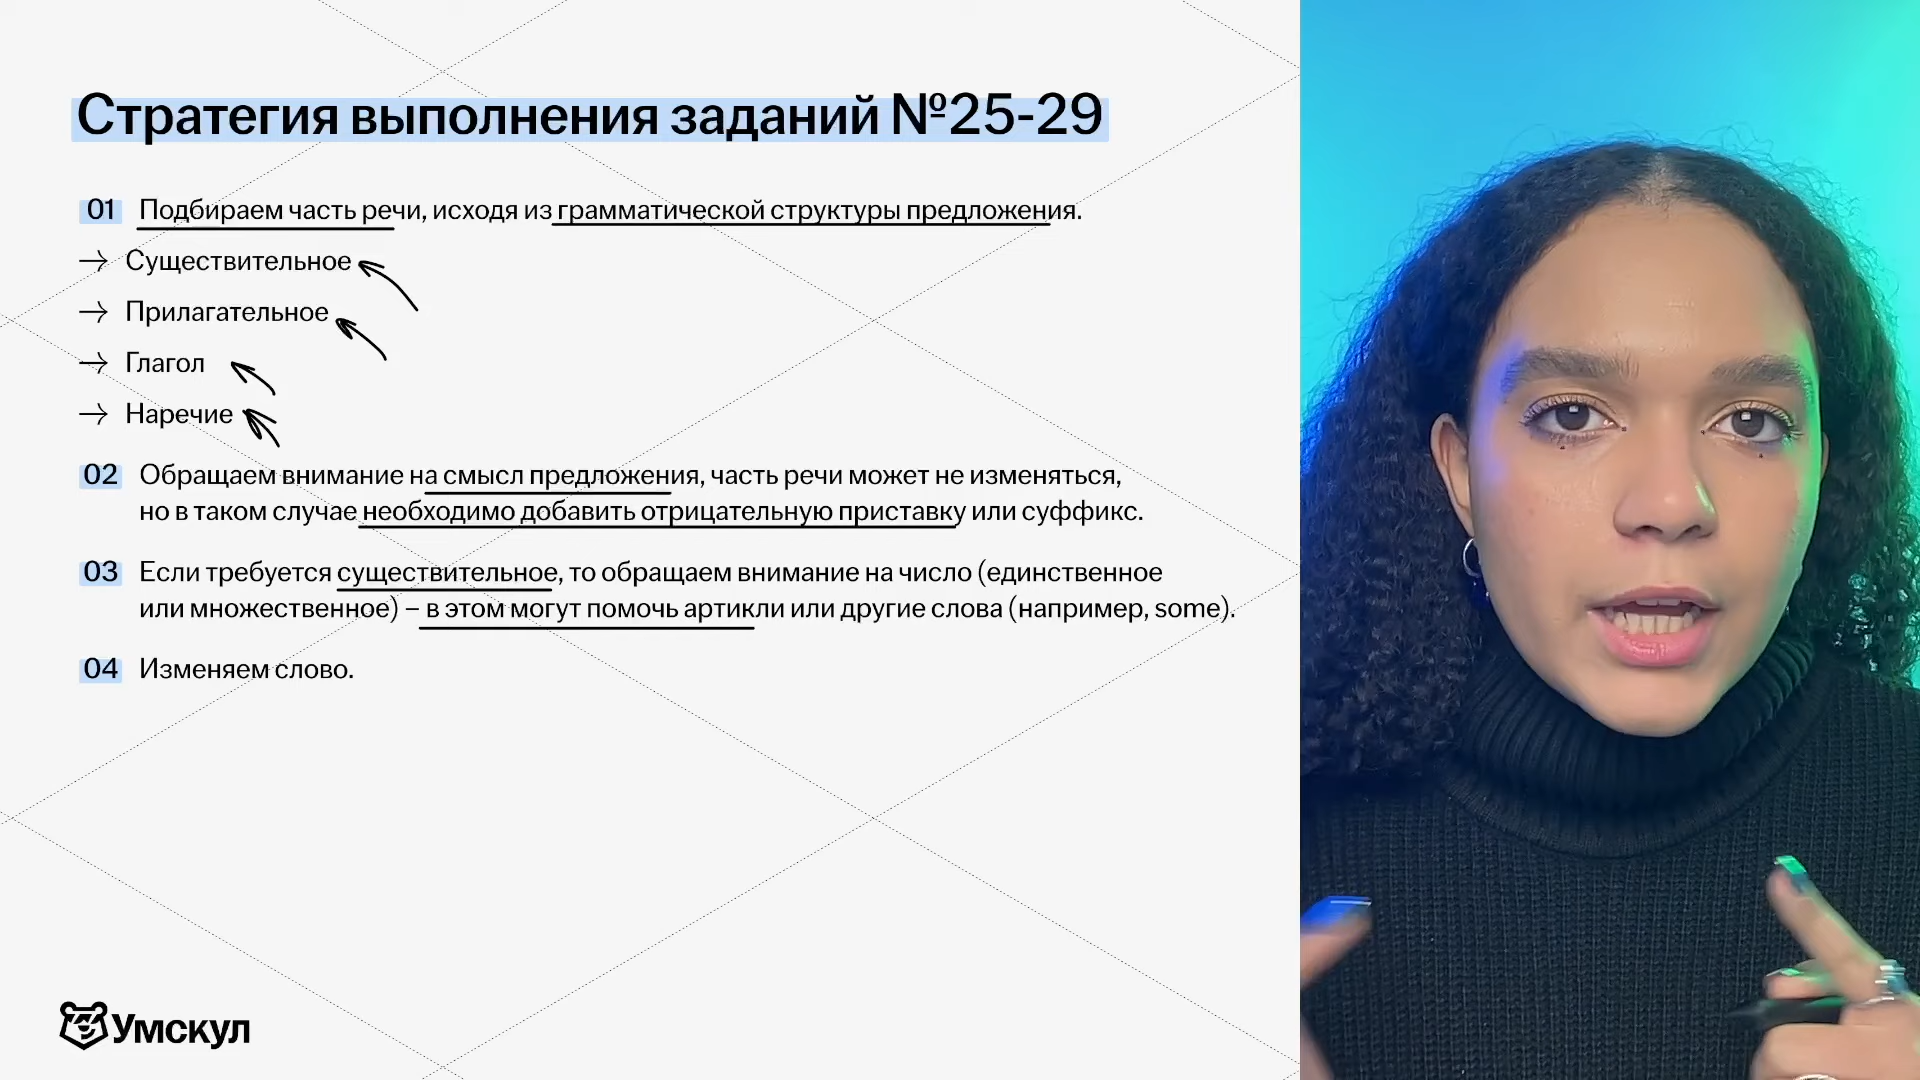 Стратегия выполнения заданий №25-29
01 Подбираем часть речи, исходя из грамматической структуры предложения.
→ Существительное
→ Прилагательное
→ Глагол
→ Наречие
02 Обращаем внимание на смысл предложения, часть речи может не изменяться,
но в таком случае необходимо добавить отрицательную приставку или суффикс.
03 Если требуется существительное, то обращаем внимание на число (единственное
или множественное) – в этом могут помочь артикли или другие слова (например, some).
04 Изменяем слово.
Умскул